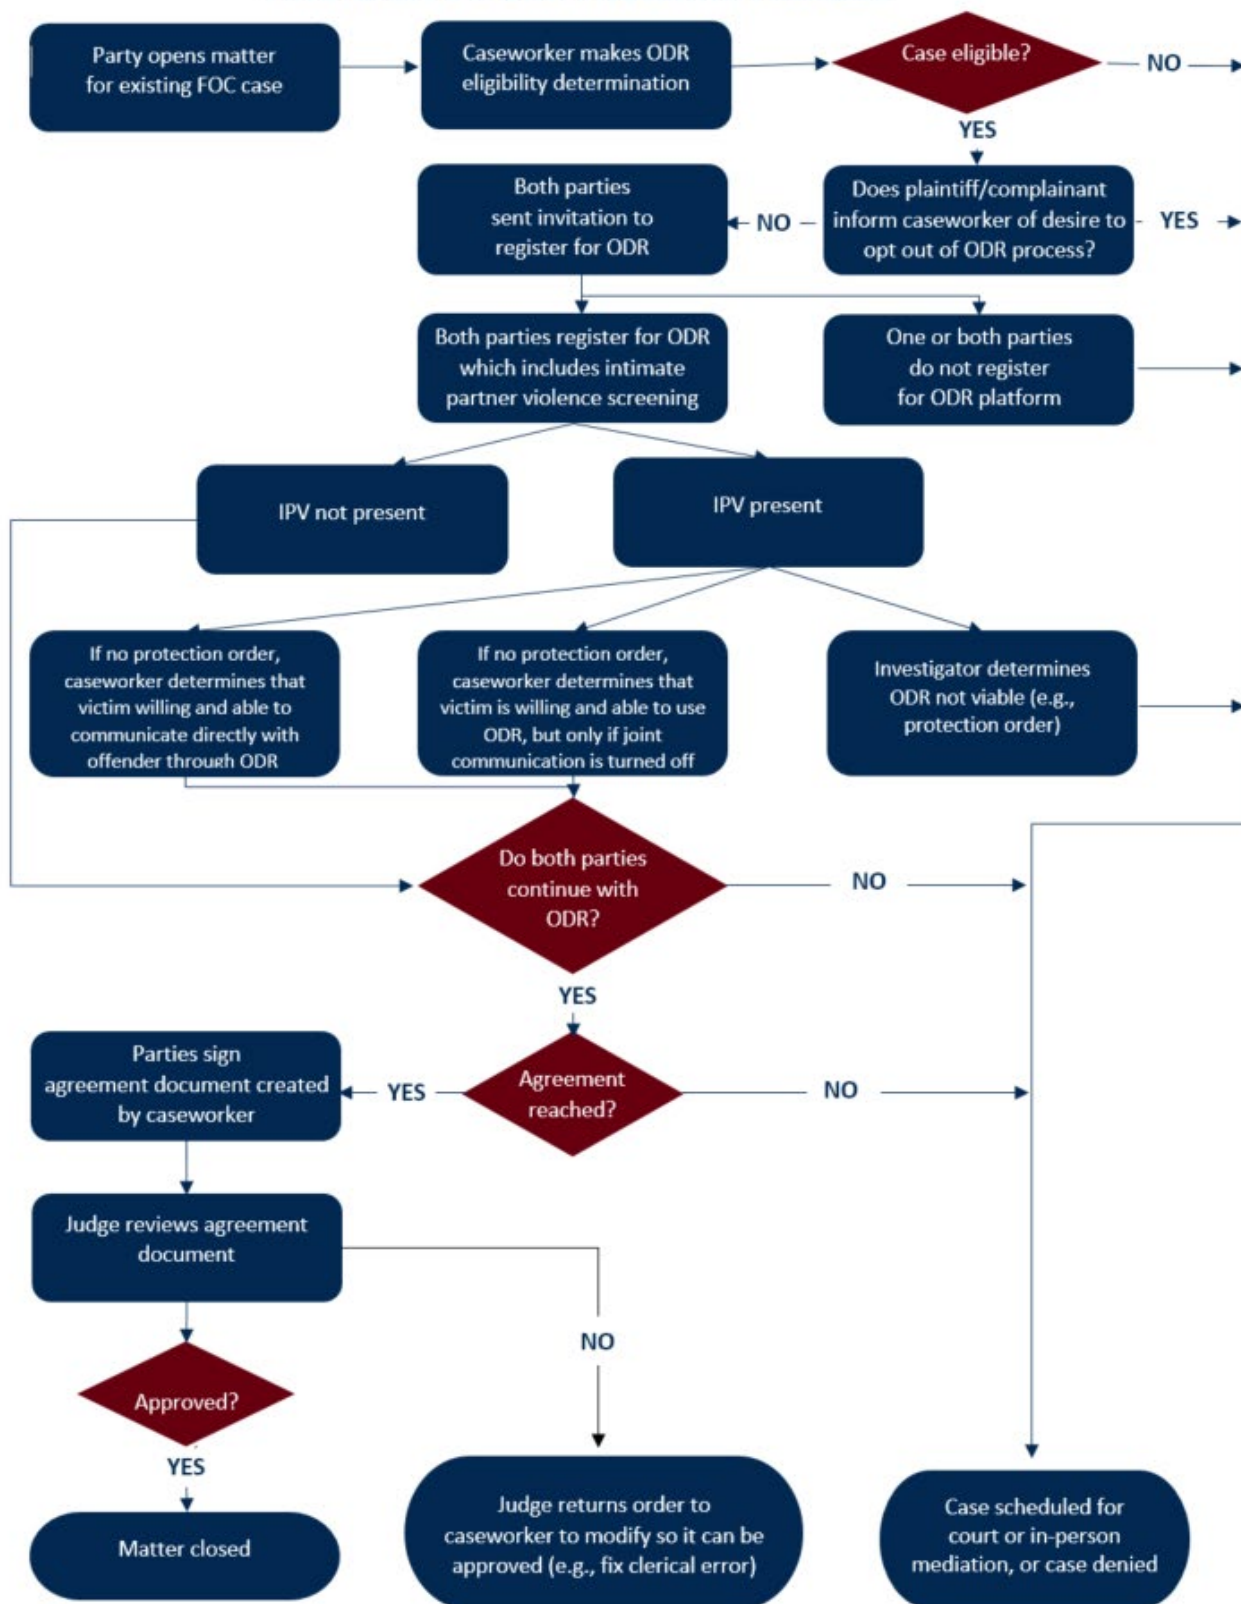 Party opens matter
for existing FOC case
Caseworker makes ODR
eligibility determination
Case eligible?
NO
YES
Both parties
sent invitation to
register for ODR
NO
Does plaintiff/complainant
inform caseworker of desire to
opt out of ODR process?
YES
Both parties register for ODR
which includes intimate
partner violence screening
One or both parties
do not register
for ODR platform
IPV not present
IPV present
If no protection order,
caseworker determines that
victim willing and able to
communicate directly with
offender through ODR
If no protection order,
caseworker determines that
victim is willing and able to use
ODR, but only if joint
communication is turned off
Investigator determines
ODR not viable (e.g.,
protection order)
Do both parties
continue with
ODR?
NO
YES
Parties sign
agreement document created
by caseworker
YES
Agreement
reached?
NO
Judge reviews agreement
document
NO
Approved?
YES
Matter closed
Judge returns order to
caseworker to modify so it can be
approved (e.g., fix clerical error)
Case scheduled for
court or in-person
mediation, or case denied